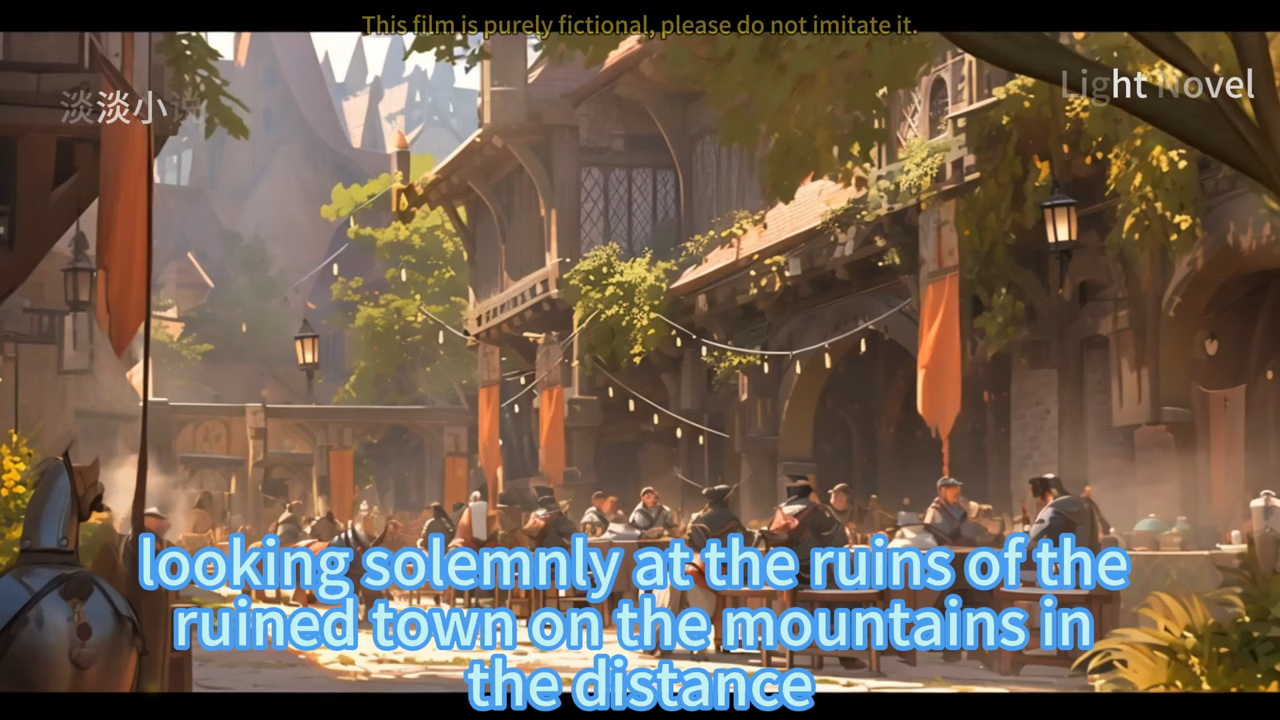 This film is purely fictional, please do not imitate it.
淡淡小说
Light Novel
looking solemnly at the ruins of the
ruined town on the mountains in
the distance